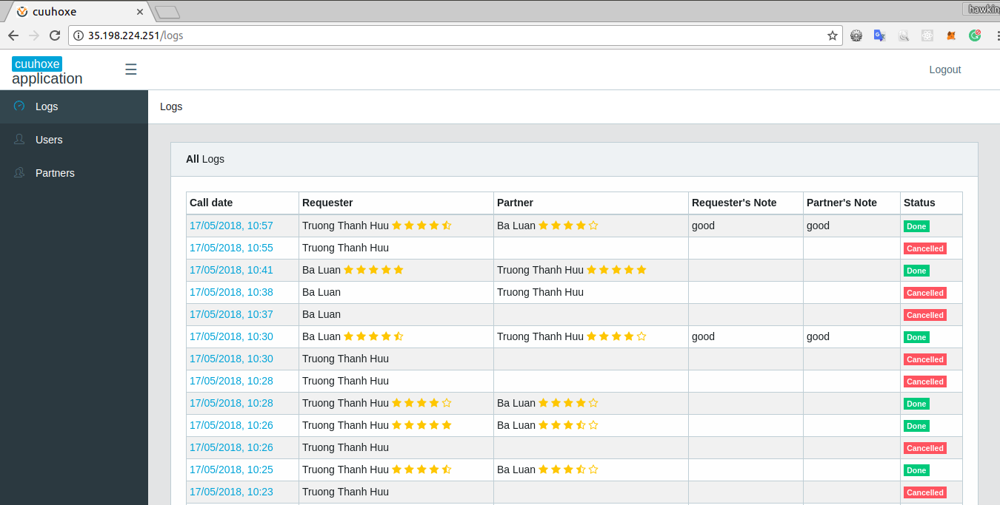 cuuhoxe
hawking
35.198.224.251/logs
cuuhoxe
application
Logout
Logs
Users
Partners
Logs
All Logs
Call date Requester Partner Requester's Note Partner's Note Status
17/05/2018, 10:57 Truong Thanh Huu Ba Luan good good Done
17/05/2018, 10:55 Truong Thanh Huu Cancelled
17/05/2018, 10:41 Ba Luan Truong Thanh Huu Done
17/05/2018, 10:38 Ba Luan Truong Thanh Huu Cancelled
17/05/2018, 10:37 Ba Luan Cancelled
17/05/2018, 10:30 Ba Luan Truong Thanh Huu good good Done
17/05/2018, 10:30 Truong Thanh Huu Cancelled
17/05/2018, 10:28 Truong Thanh Huu Cancelled
17/05/2018, 10:28 Truong Thanh Huu Ba Luan Done
17/05/2018, 10:26 Truong Thanh Huu Ba Luan Done
17/05/2018, 10:26 Truong Thanh Huu Cancelled
17/05/2018, 10:25 Truong Thanh Huu Ba Luan Done
17/05/2018, 10:23 Truong Thanh Huu Cancelled